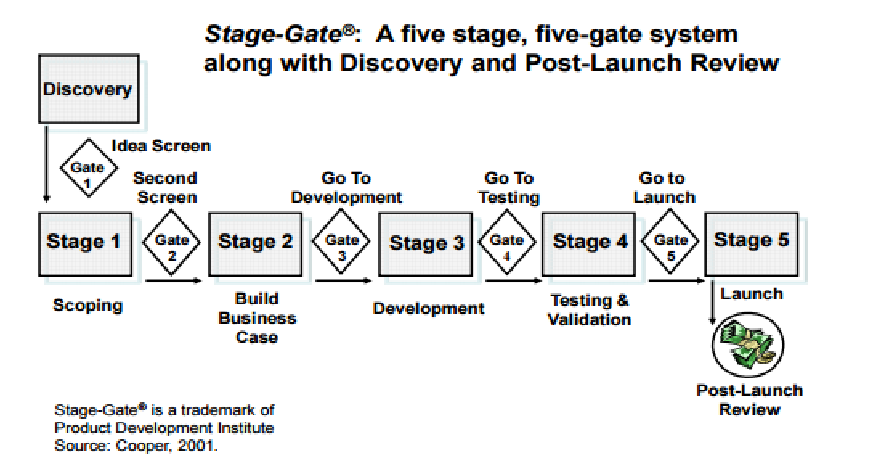 Stage-Gate®: A five stage, five-gate system
along with Discovery and Post-Launch Review
Discovery
Idea Screen
Gate
1
Second
Screen
Go To
Development
Go To
Testing
Go to
Launch
Stage 1
Gate
2
Stage 2
Gate
3
Stage 3
Gate
4
Stage 4
Gate
5
Stage 5
Scoping
Build
Business
Case
Development
Testing &
Validation
Launch
Post-Launch
Review
Stage-Gate® is a trademark of
Product Development Institute
Source: Cooper, 2001.